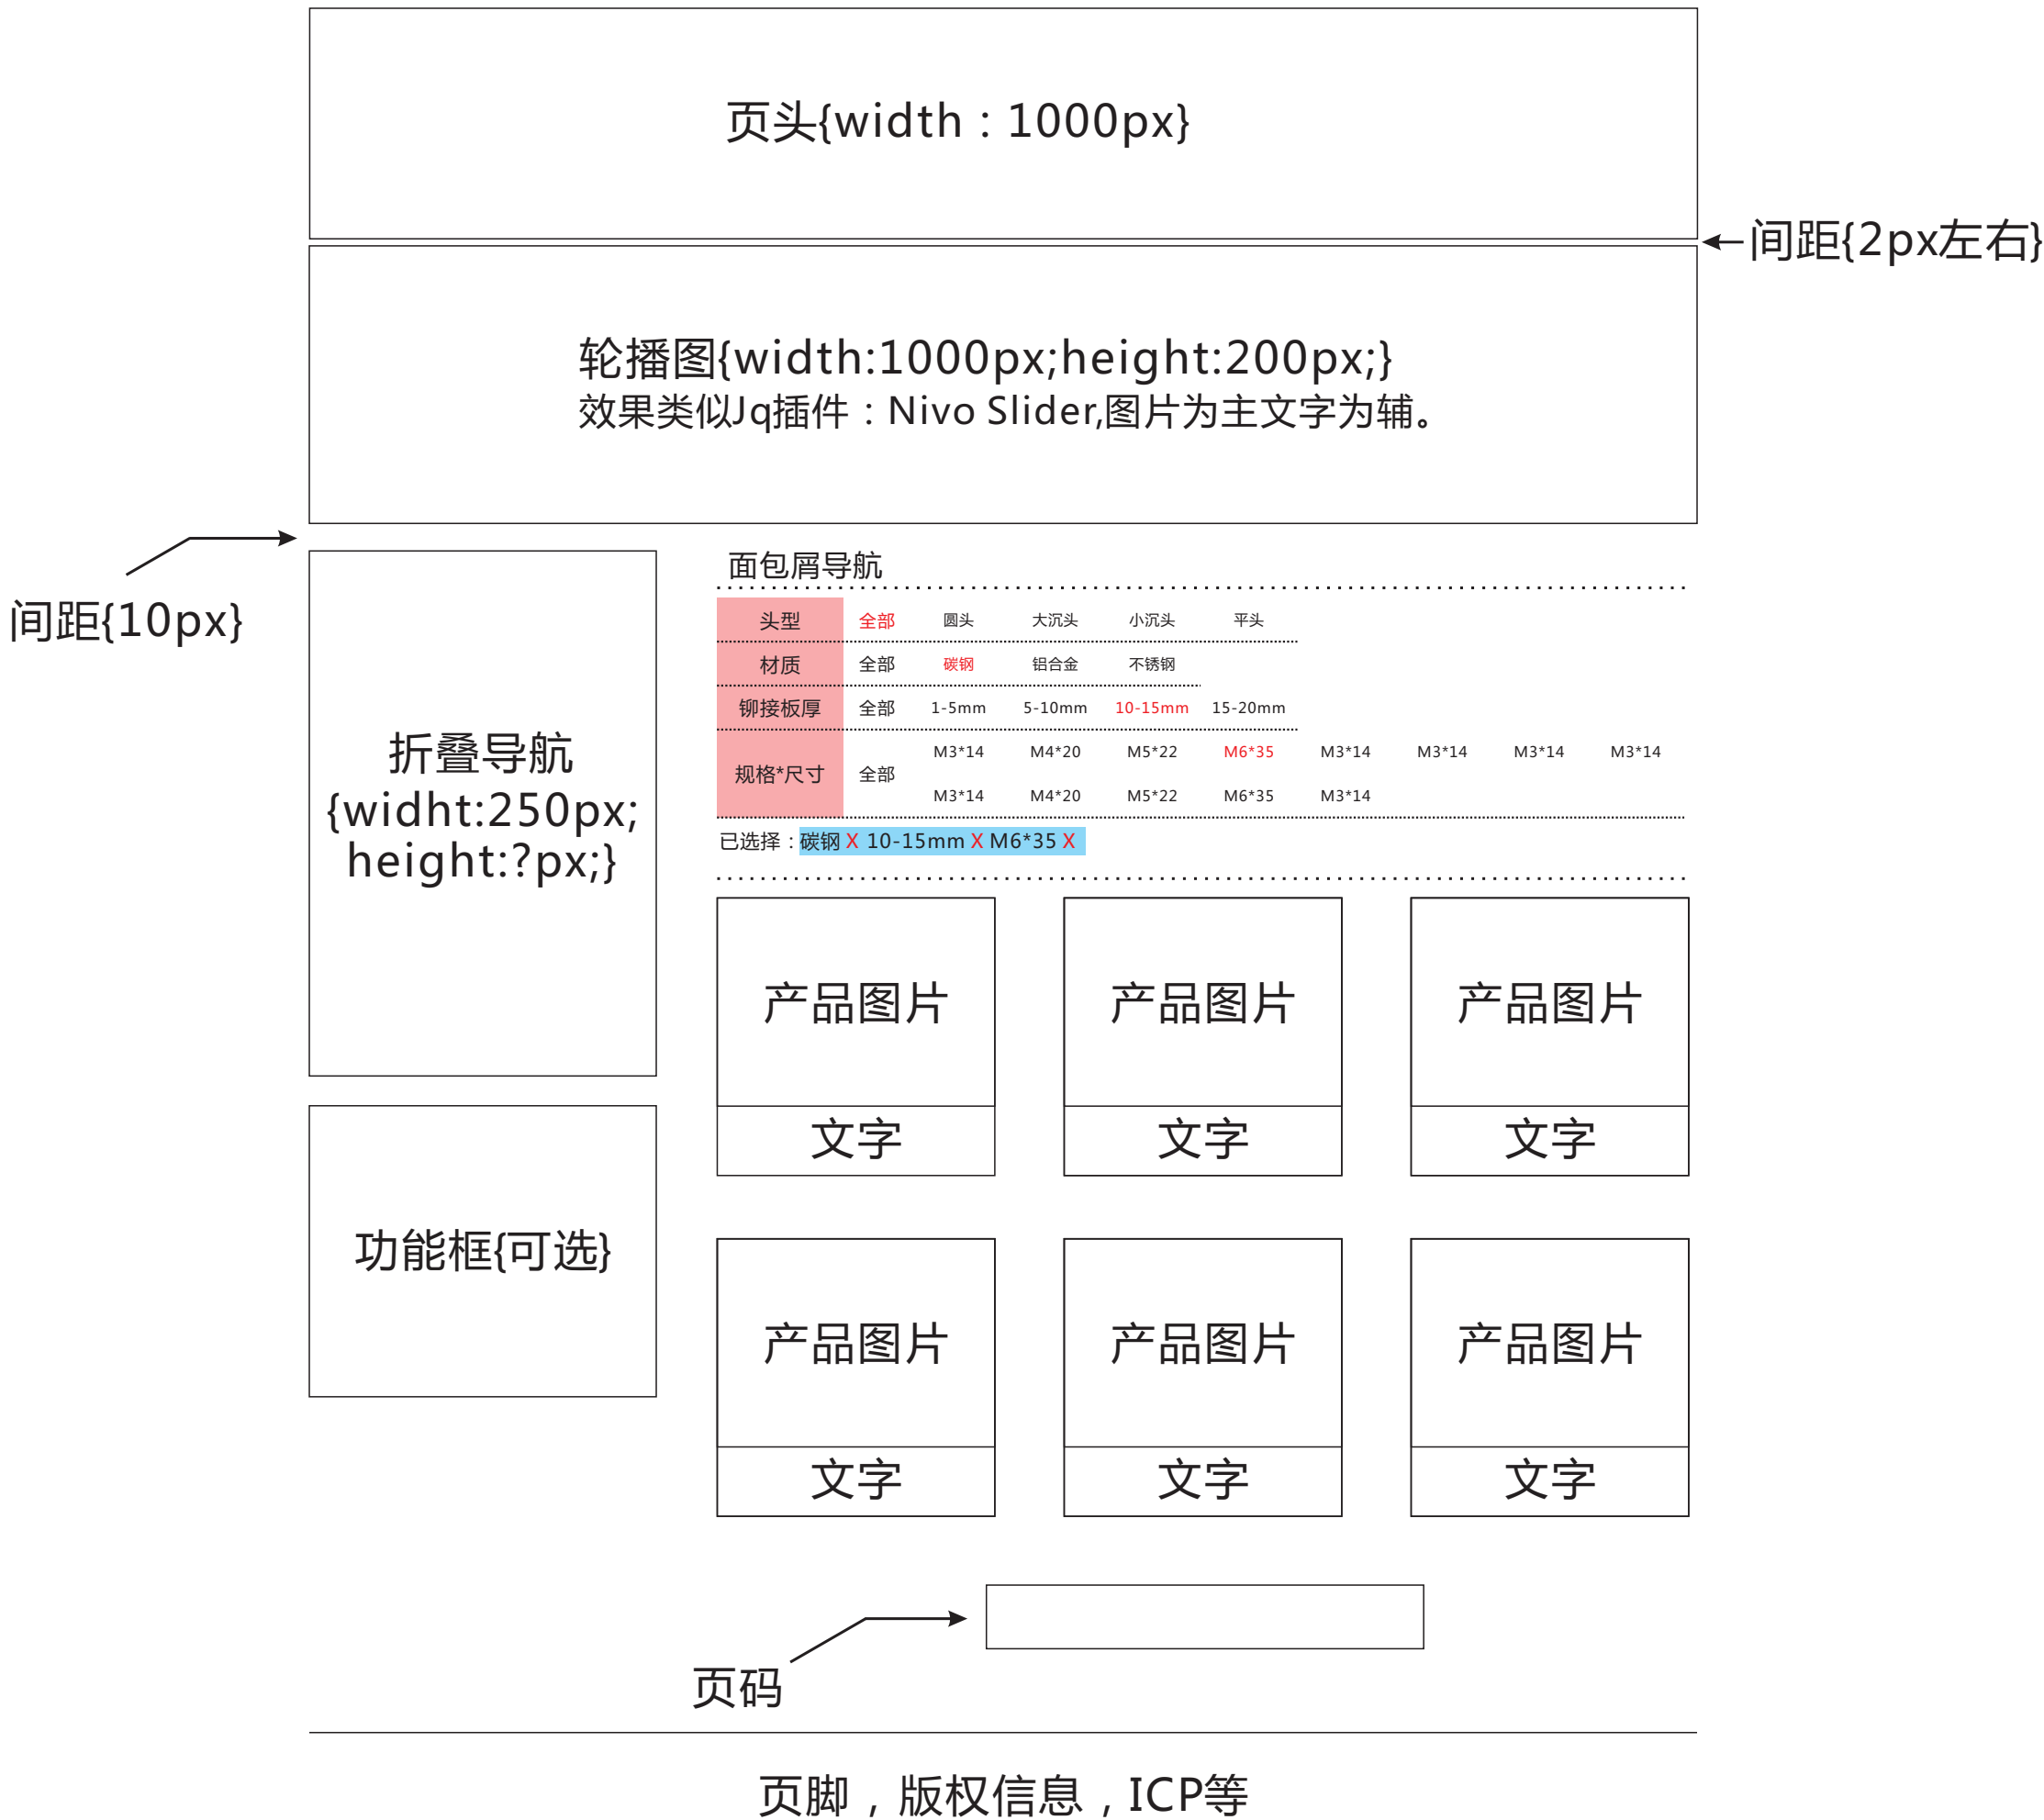 页头{width：1000px}
间距{2px左右}
轮播图{width:1000px;height:200px;}
效果类似Jq插件：Nivo Slider,图片为主文字为辅。
间距{10px}
折叠导航
{widht:250px;
height:?px;}
功能框{可选}
面包屑导航
头型 全部 圆头 大沉头 小沉头 平头
材质 全部 碳钢 铝合金 不锈钢
铆接板厚 全部 1-5mm 5-10mm 10-15mm 15-20mm
规格*尺寸 全部 M3*14 M4*20 M5*22 M6*35 M3*14 M3*14 M3*14 M3*14
M3*14 M4*20 M5*22 M6*35 M3*14
已选择：碳钢 X 10-15mm X M6*35 X
产品图片 产品图片 产品图片
文字 文字 文字
产品图片 产品图片 产品图片
文字 文字 文字
页码
页脚，版权信息，ICP等